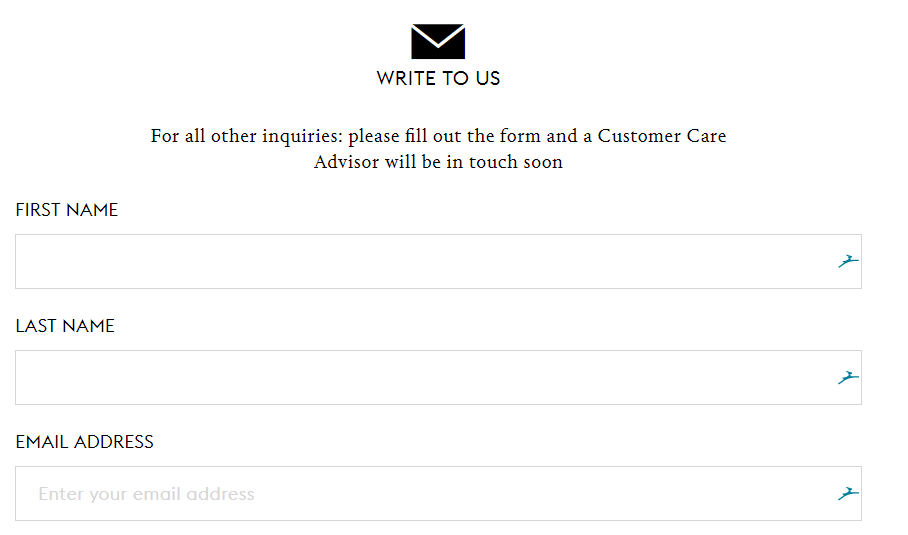 WRITE TO US
For all other inquiries: please fill out the form and a Customer Care
Advisor will be in touch soon
FIRST NAME
LAST NAME
EMAIL ADDRESS
Enter your email address